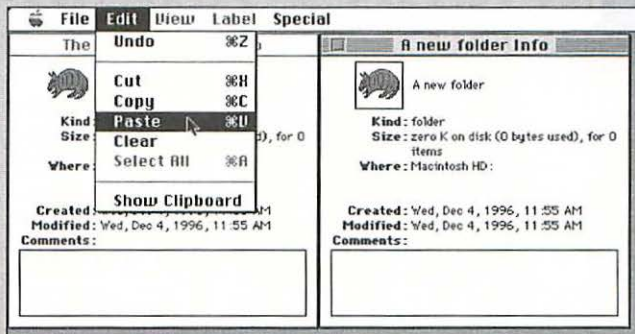 File Edit View Label Special
The
Undo ⌘Z
Cut ⌘X
Copy ⌘C
Paste ⌘V
Clear
Select All ⌘A
Show Clipboard
Kind:
Size: d), for 0
Where:
Created: AM
Modified: Wed, Dec 4, 1996, 11:55 AM
Comments:
A new folder Info
A new folder
Kind: folder
Size: zero K on disk (0 bytes used), for 0
items
Where: Macintosh HD:
Created: Wed, Dec 4, 1996, 11:55 AM
Modified: Wed, Dec 4, 1996, 11:55 AM
Comments: